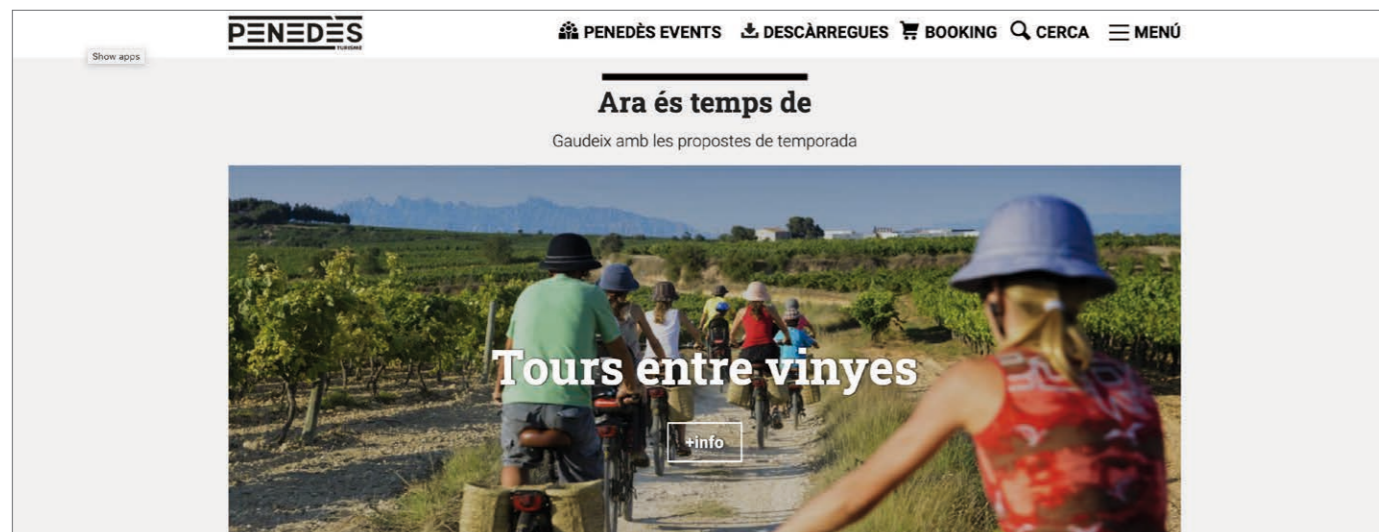 PENEDÈS
TURISME
PENEDÈS EVENTS DESCÀRREGUES BOOKING CERCA MENÚ
Show apps
Ara és temps de
Gaudeix amb les propostes de temporada
Tours entre vinyes
+info